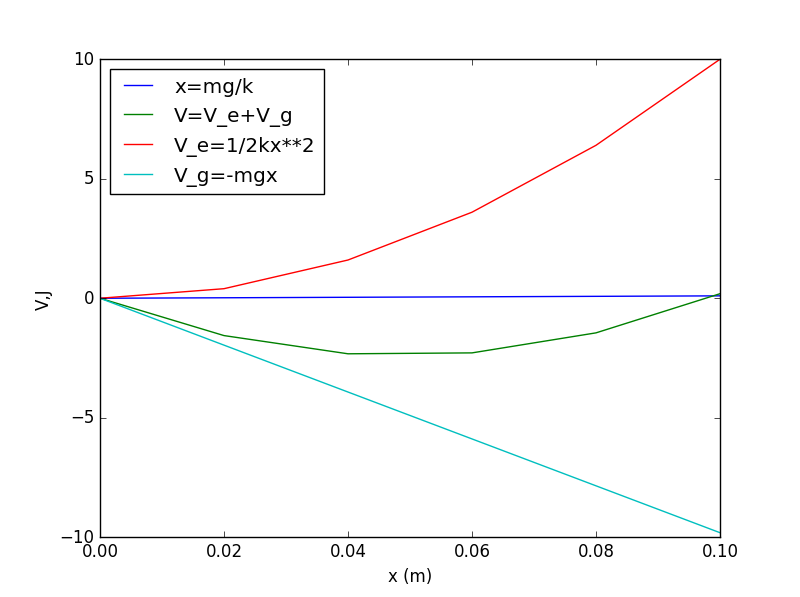 x=mg/k
V=V_e+V_g
V_e=1/2kx**2
V_g=-mgx
10
5
0
−5
−10
V,J
0.00 0.02 0.04 0.06 0.08 0.10
x (m)